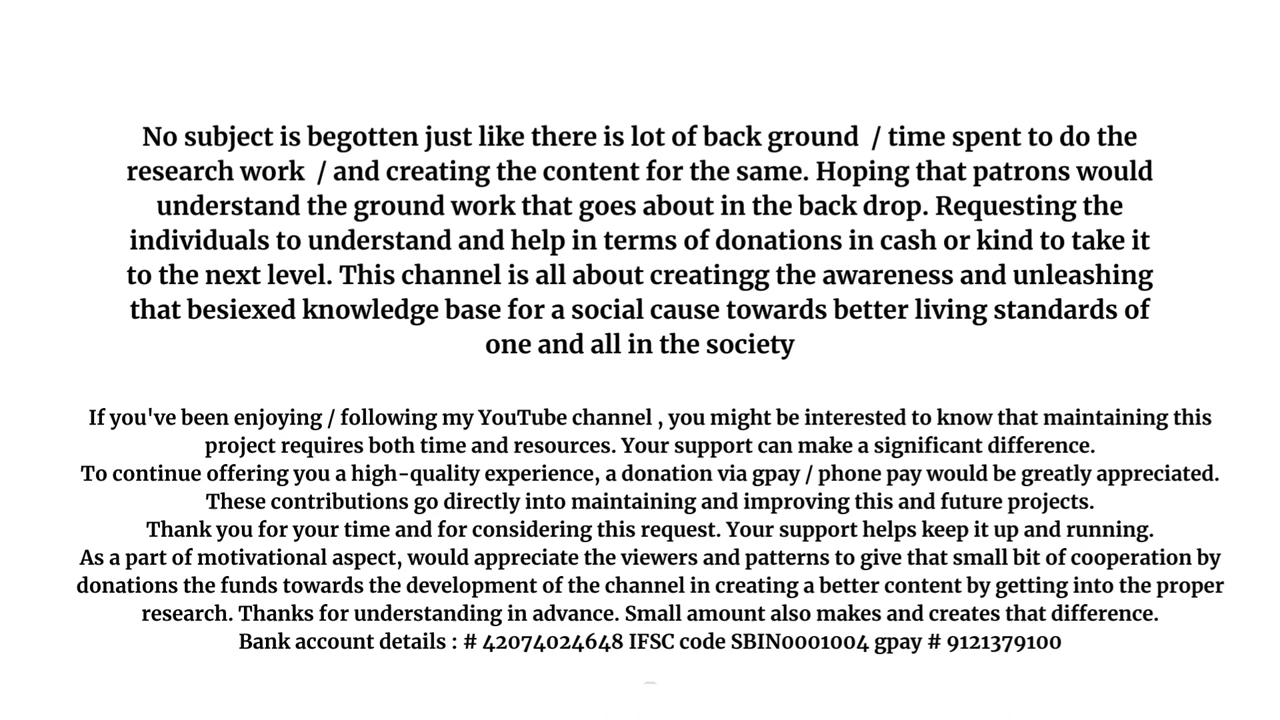 No subject is begotten just like there is lot of back ground / time spent to do the
research work / and creating the content for the same. Hoping that patrons would
understand the ground work that goes about in the back drop. Requesting the
individuals to understand and help in terms of donations in cash or kind to take it
to the next level. This channel is all about creatingg the awareness and unleashing
that besiexed knowledge base for a social cause towards better living standards of
one and all in the society
If you've been enjoying / following my YouTube channel , you might be interested to know that maintaining this
project requires both time and resources. Your support can make a significant difference.
To continue offering you a high-quality experience, a donation via gpay / phone pay would be greatly appreciated.
These contributions go directly into maintaining and improving this and future projects.
Thank you for your time and for considering this request. Your support helps keep it up and running.
As a part of motivational aspect, would appreciate the viewers and patterns to give that small bit of cooperation by
donations the funds towards the development of the channel in creating a better content by getting into the proper
research. Thanks for understanding in advance. Small amount also makes and creates that difference.
Bank account details : # 42074024648 IFSC code SBIN0001004 gpay # 9121379100